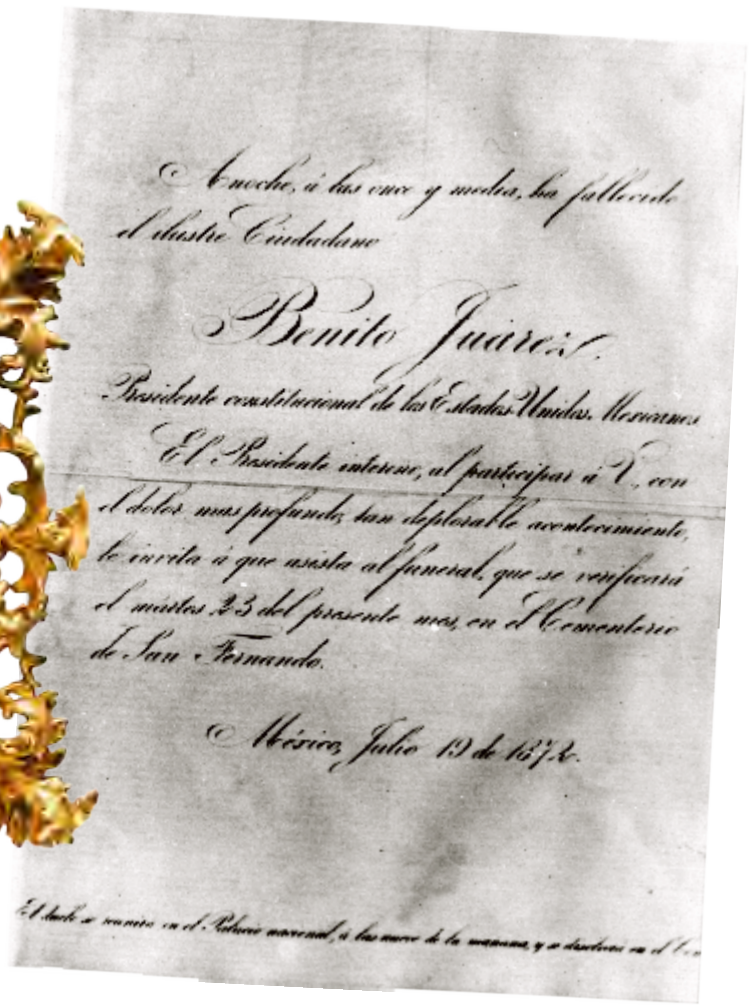 Anoche, á las once y media, ha fallecido
el ilustre Ciudadano
Benito Juárez,
Presidente constitucional de los Estados Unidos Mexicanos
El Presidente interino, al participar á V., con
el dolor mas profundo, tan deplorable acontecimiento,
le invita á que asista al funeral, que se verificará
el mártes 23 del presente mes, en el Cementerio
de San Fernando.
México, Julio 19 de 1872.
El duelo se reunirá en el Palacio nacional, á las nueve de la mañana, y se disolverá en el